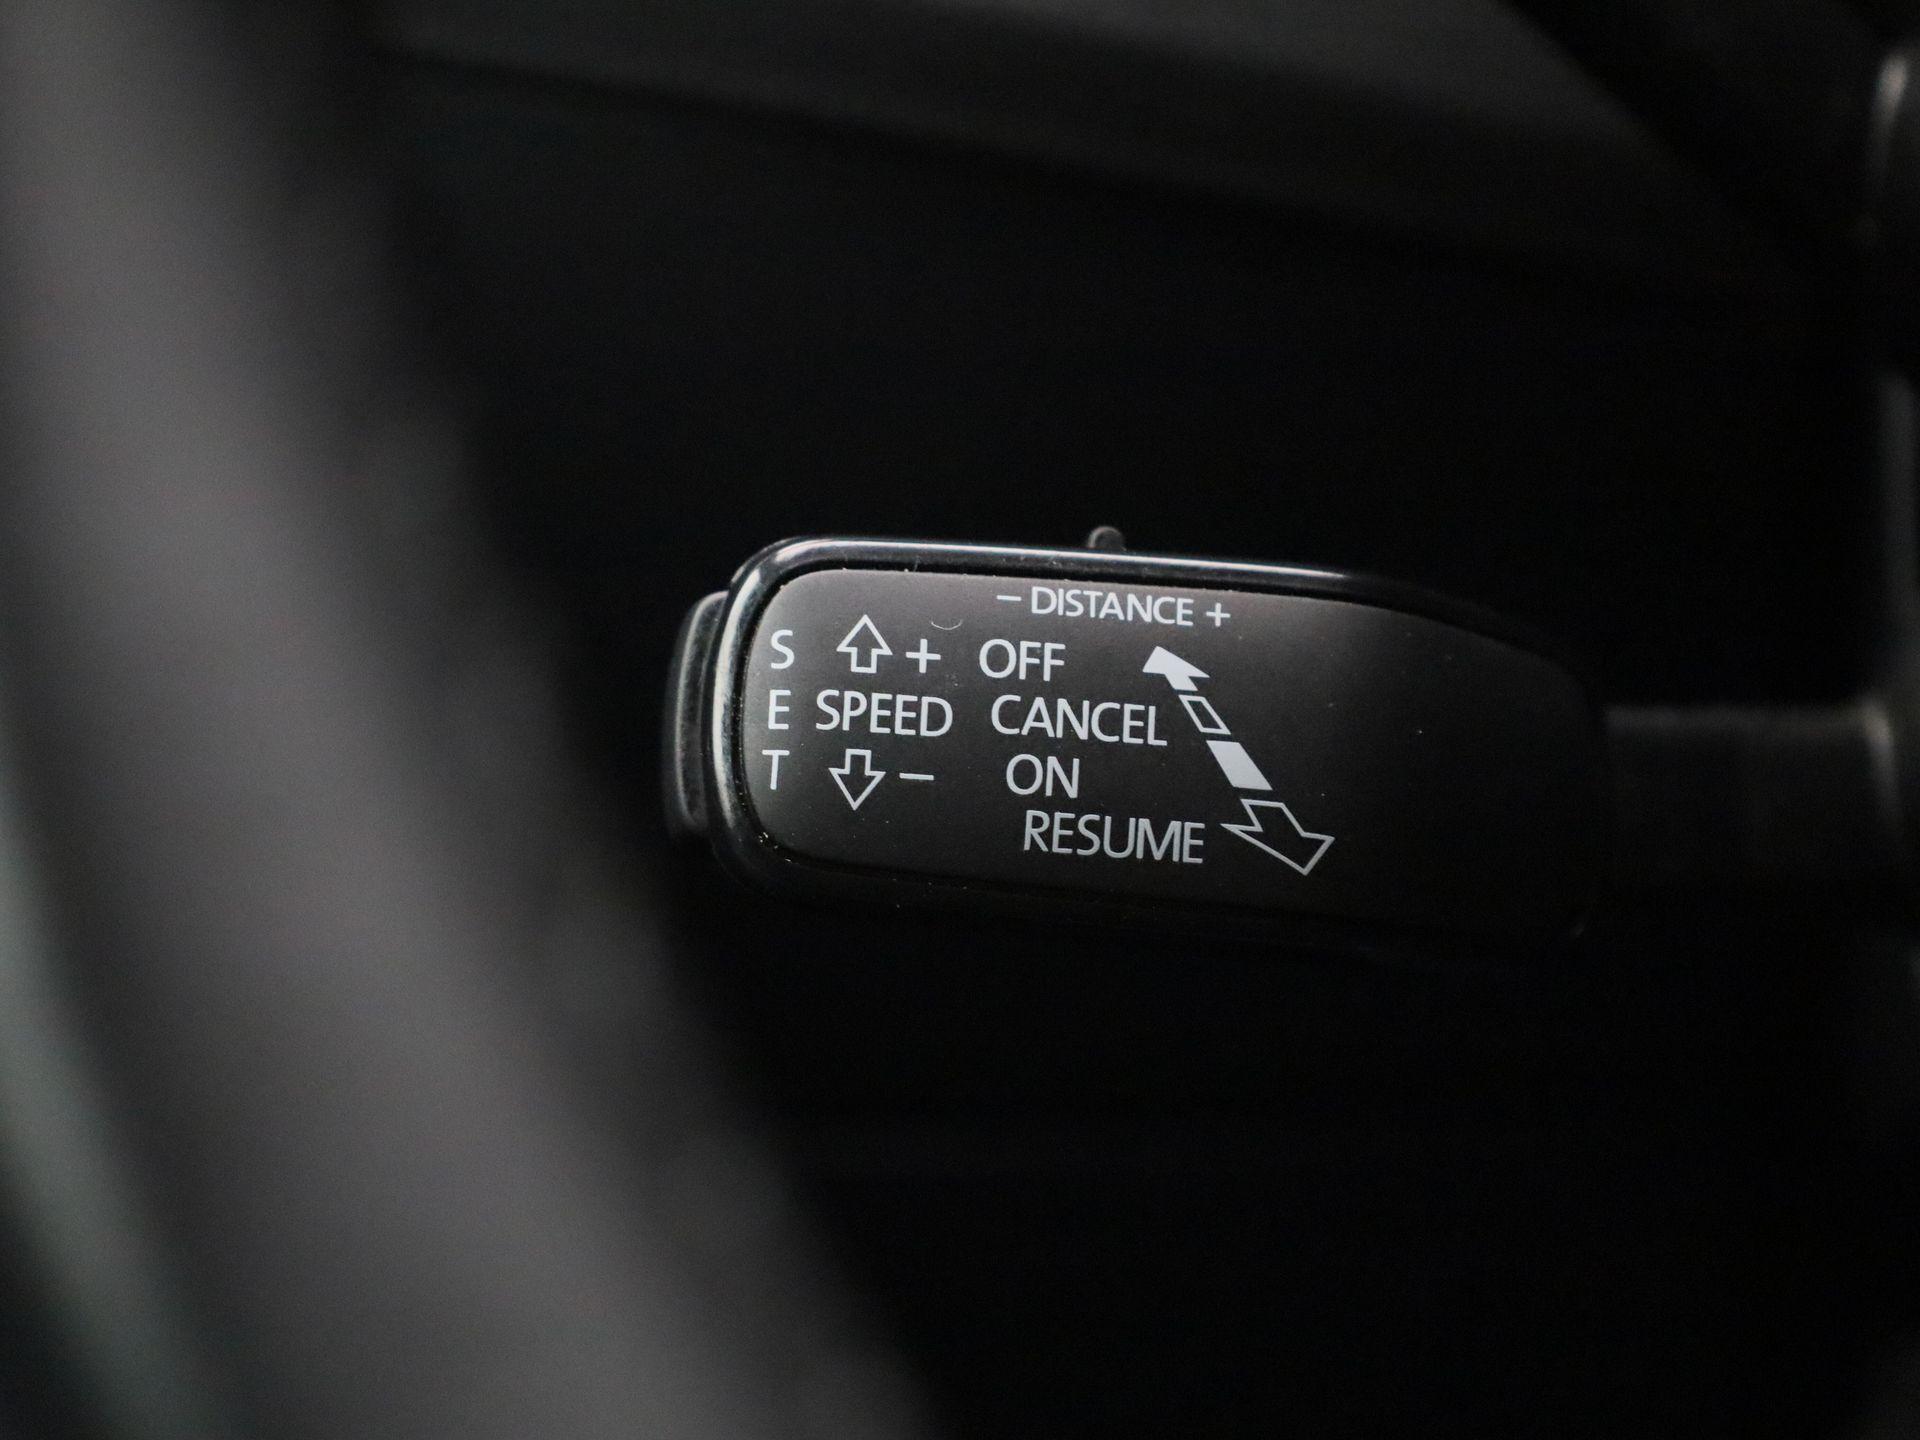 – DISTANCE +
S + OFF
E SPEED CANCEL
T – ON
RESUME